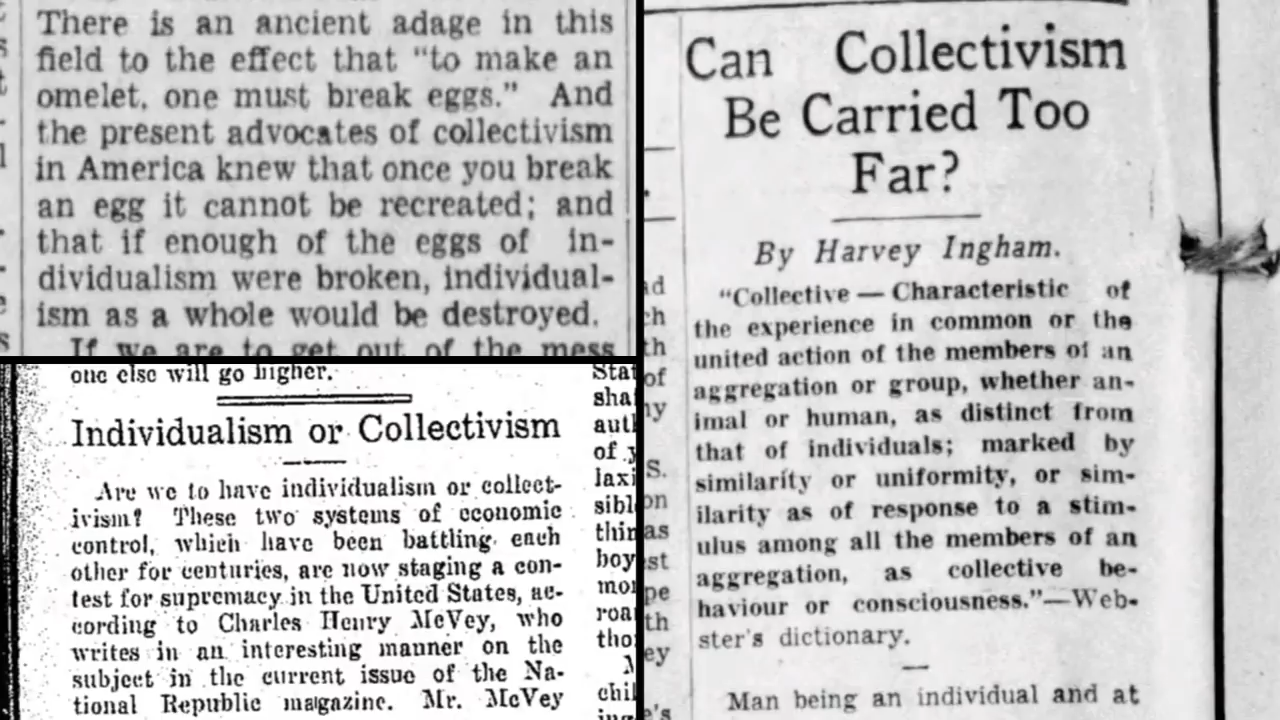 There is an ancient adage in this
field to the effect that "to make an
omelet, one must break eggs." And
the present advocates of collectivism
in America knew that once you break
an egg it cannot be recreated; and
that if enough of the eggs of in-
dividualism were broken, individual-
ism as a whole would be destroyed.
If we are to get out of the mess
one else will go higher.
Individualism or Collectivism
Are we to have individualism or collect-
ivism? These two systems of economic
control, which have been battling each
other for centuries, are now staging a con-
test for supremacy in the United States, ac-
cording to Charles Henry McVey, who
writes in an interesting manner on the
subject in the current issue of the Na-
tional Republic magazine. Mr. McVey
Can Collectivism
Be Carried Too
Far?
By Harvey Ingham.
"Collective — Characteristic of
the experience in common or the
united action of the members of an
aggregation or group, whether an-
imal or human, as distinct from
that of individuals; marked by
similarity or uniformity, or sim-
ilarity as of response to a stim-
ulus among all the members of an
aggregation, as collective be-
haviour or consciousness."—Web-
ster's dictionary.
Man being an individual and at